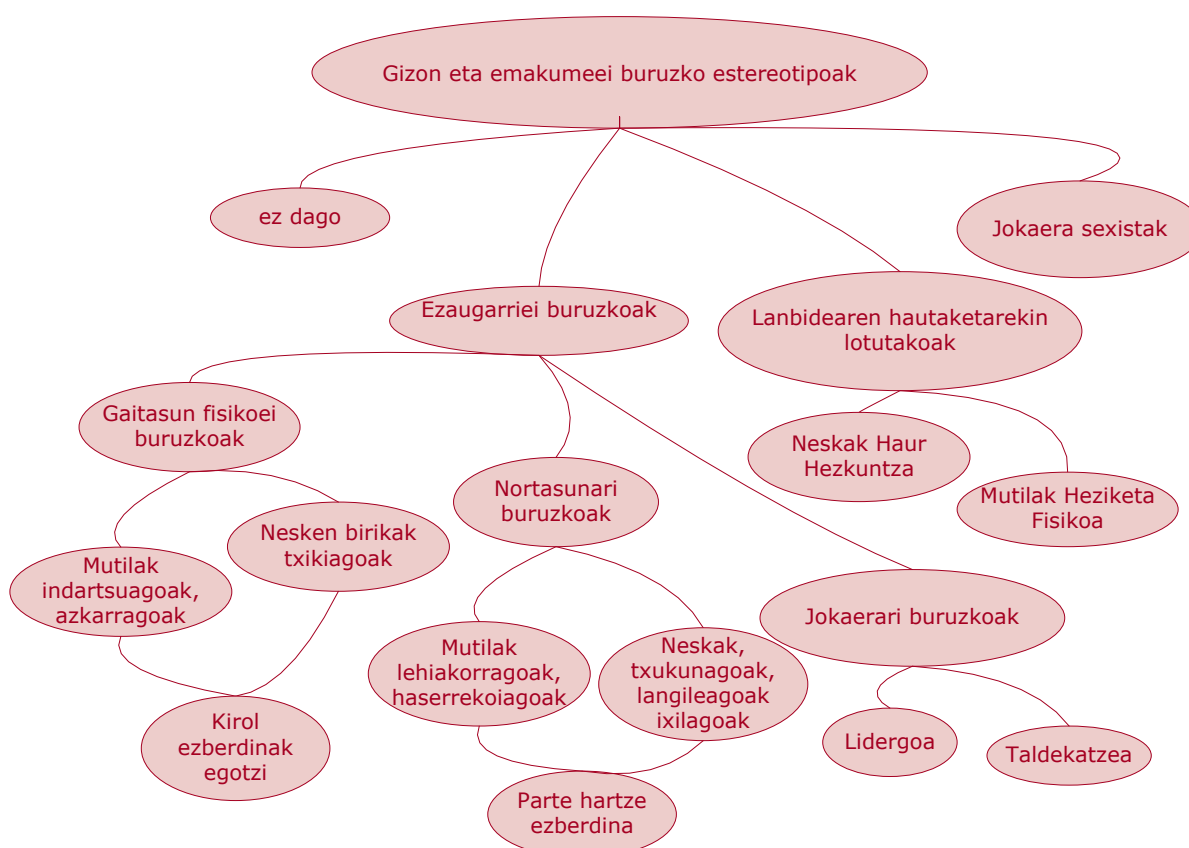 Gizon eta emakumeei buruzko estereotipoak
ez dago
Jokaera sexistak
Ezaugarriei buruzkoak
Lanbidearen hautaketarekin
lotutakoak
Gaitasun fisikoei
buruzkoak
Neskak Haur
Hezkuntza
Nortasunari
buruzkoak
Mutilak Heziketa
Fisikoa
Nesken birikak
txikiagoak
Mutilak
indartsuagoak,
azkarragoak
Jokaerari buruzkoak
Mutilak
lehiakorragoak,
haserrekoiagoak
Neskak,
txukunagoak,
langileagoak
ixilagoak
Kirol
ezberdinak
egotzi
Lidergoa
Taldekatzea
Parte hartze
ezberdina